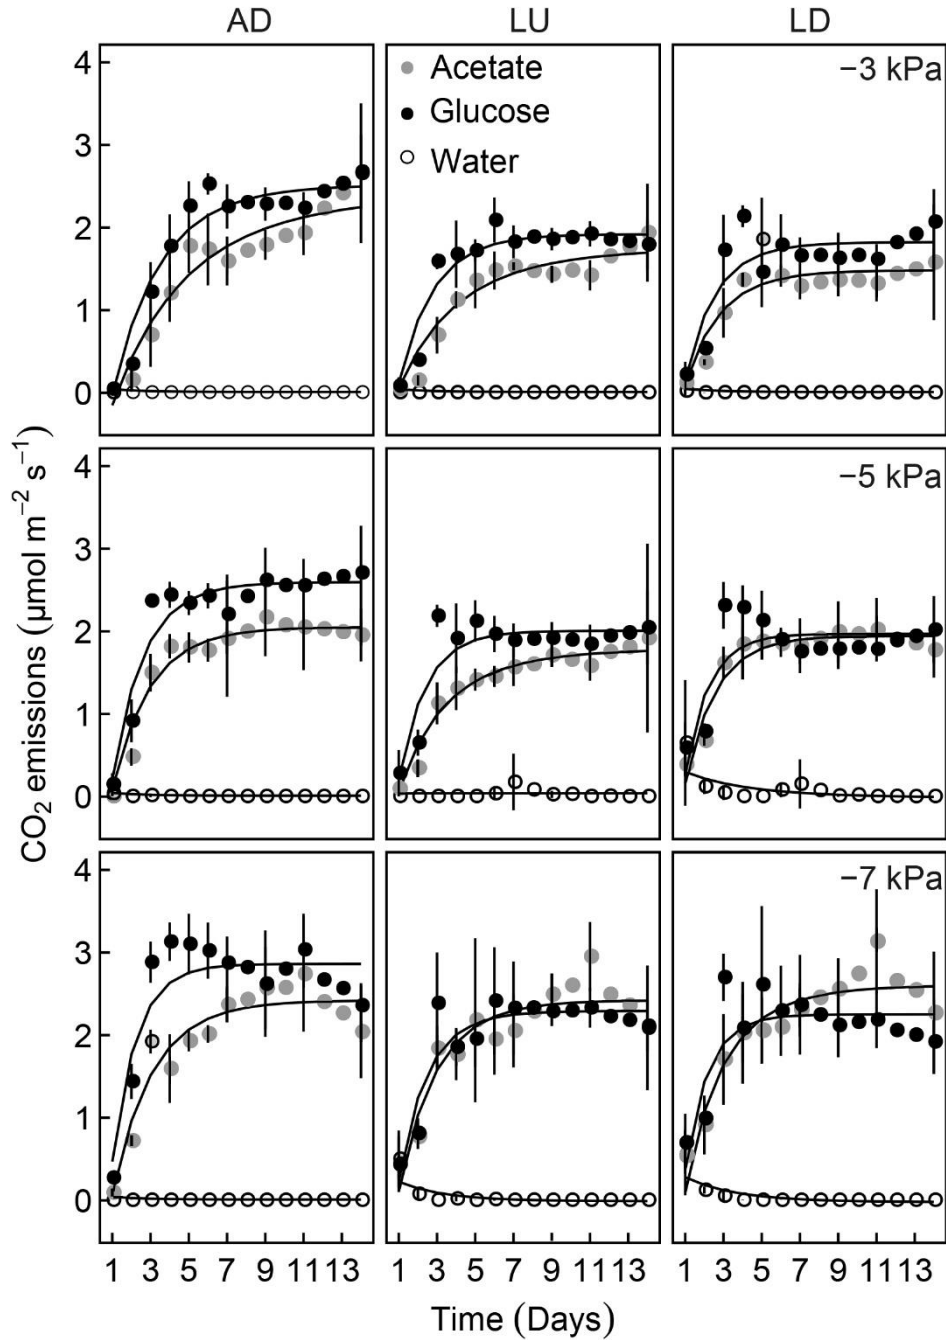 AD LU LD
4
3
2
1
0
Acetate
Glucose
Water
−3 kPa
4
3
2
1
0
−5 kPa
4
3
2
1
0
−7 kPa
CO₂ emissions (µmol m⁻² s⁻¹)
1 3 5 7 9 11 13 1 3 5 7 9 11 13 1 3 5 7 9 11 13
Time (Days)